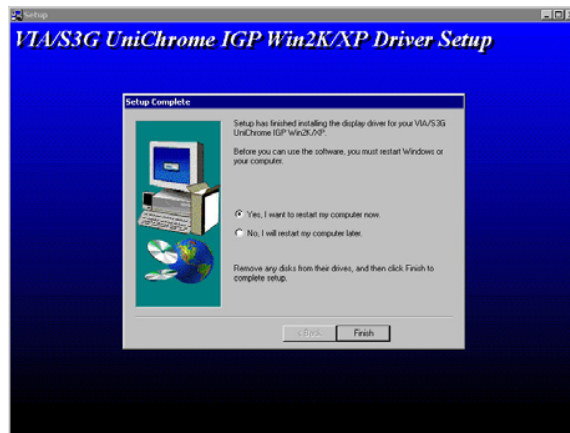 Setup
VIA/S3G UniChrome IGP Win2K/XP Driver Setup
Setup Complete
Setup has finished installing the display driver for your VIA/S3G
UniChrome IGP Win2K/XP.
Before you can use the software, you must restart Windows or
your computer.
Yes, I want to restart my computer now.
No, I will restart my computer later.
Remove any disks from their drives, and then click Finish to
complete setup.
< Back
Finish